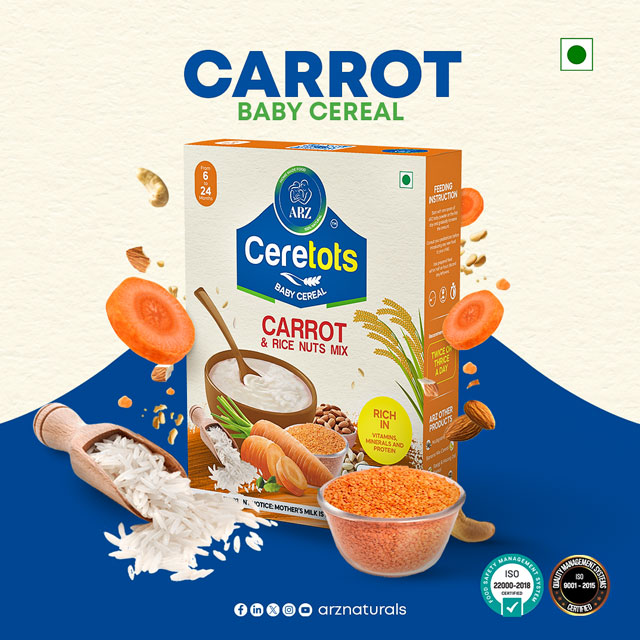 CARROT
BABY CEREAL
From
6
to
24
Months
ARZ
Ceretots
TM
BABY CEREAL
CARROT
& RICE NUTS MIX
RICH
IN
VITAMINS,
MINERALS AND
PROTEIN
NOTICE: MOTHER'S MILK IS
FEEDING
INSTRUCTION
TWICE OR
THRICE
A DAY
ARZ OTHER
PRODUCTS
FOOD SAFETY MANAGEMENT SYSTEM
ISO
22000-2018
CERTIFIED
QUALITY MANAGEMENT SYSTEMS
ISO
9001 - 2015
CERTIFIED
arznaturals